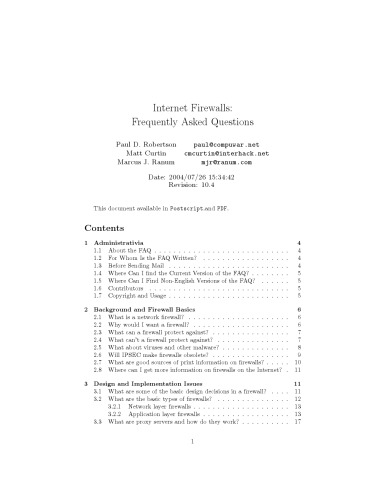 Internet Firewalls:
Frequently Asked Questions
Paul D. Robertson paul@compuwar.net
Matt Curtin cmcurtin@interhack.net
Marcus J. Ranum mjr@ranum.com
Date: 2004/07/26 15:34:42
Revision: 10.4
This document available in Postscript and PDF.
Contents
1 Administrativia 4
1.1 About the FAQ . . . . . . . . . . . . . . . . . . . . . . . . . . . 4
1.2 For Whom Is the FAQ Written? . . . . . . . . . . . . . . . . . . 4
1.3 Before Sending Mail . . . . . . . . . . . . . . . . . . . . . . . . 4
1.4 Where Can I find the Current Version of the FAQ? . . . . . . . . 5
1.5 Where Can I Find Non-English Versions of the FAQ? . . . . . . 5
1.6 Contributors . . . . . . . . . . . . . . . . . . . . . . . . . . . . 5
1.7 Copyright and Usage . . . . . . . . . . . . . . . . . . . . . . . . 5
2 Background and Firewall Basics 6
2.1 What is a network firewall? . . . . . . . . . . . . . . . . . . . . 6
2.2 Why would I want a firewall? . . . . . . . . . . . . . . . . . . . 6
2.3 What can a firewall protect against? . . . . . . . . . . . . . . . 7
2.4 What can't a firewall protect against? . . . . . . . . . . . . . . 7
2.5 What about viruses and other malware? . . . . . . . . . . . . . 8
2.6 Will IPSEC make firewalls obsolete? . . . . . . . . . . . . . . . 9
2.7 What are good sources of print information on firewalls? . . . . . 10
2.8 Where can I get more information on firewalls on the Internet? . 11
3 Design and Implementation Issues 11
3.1 What are some of the basic design decisions in a firewall? . . . . 11
3.2 What are the basic types of firewalls? . . . . . . . . . . . . . . 12
3.2.1 Network layer firewalls . . . . . . . . . . . . . . . . . . . 13
3.2.2 Application layer firewalls . . . . . . . . . . . . . . . . . 13
3.3 What are proxy servers and how do they work? . . . . . . . . . . 17
1